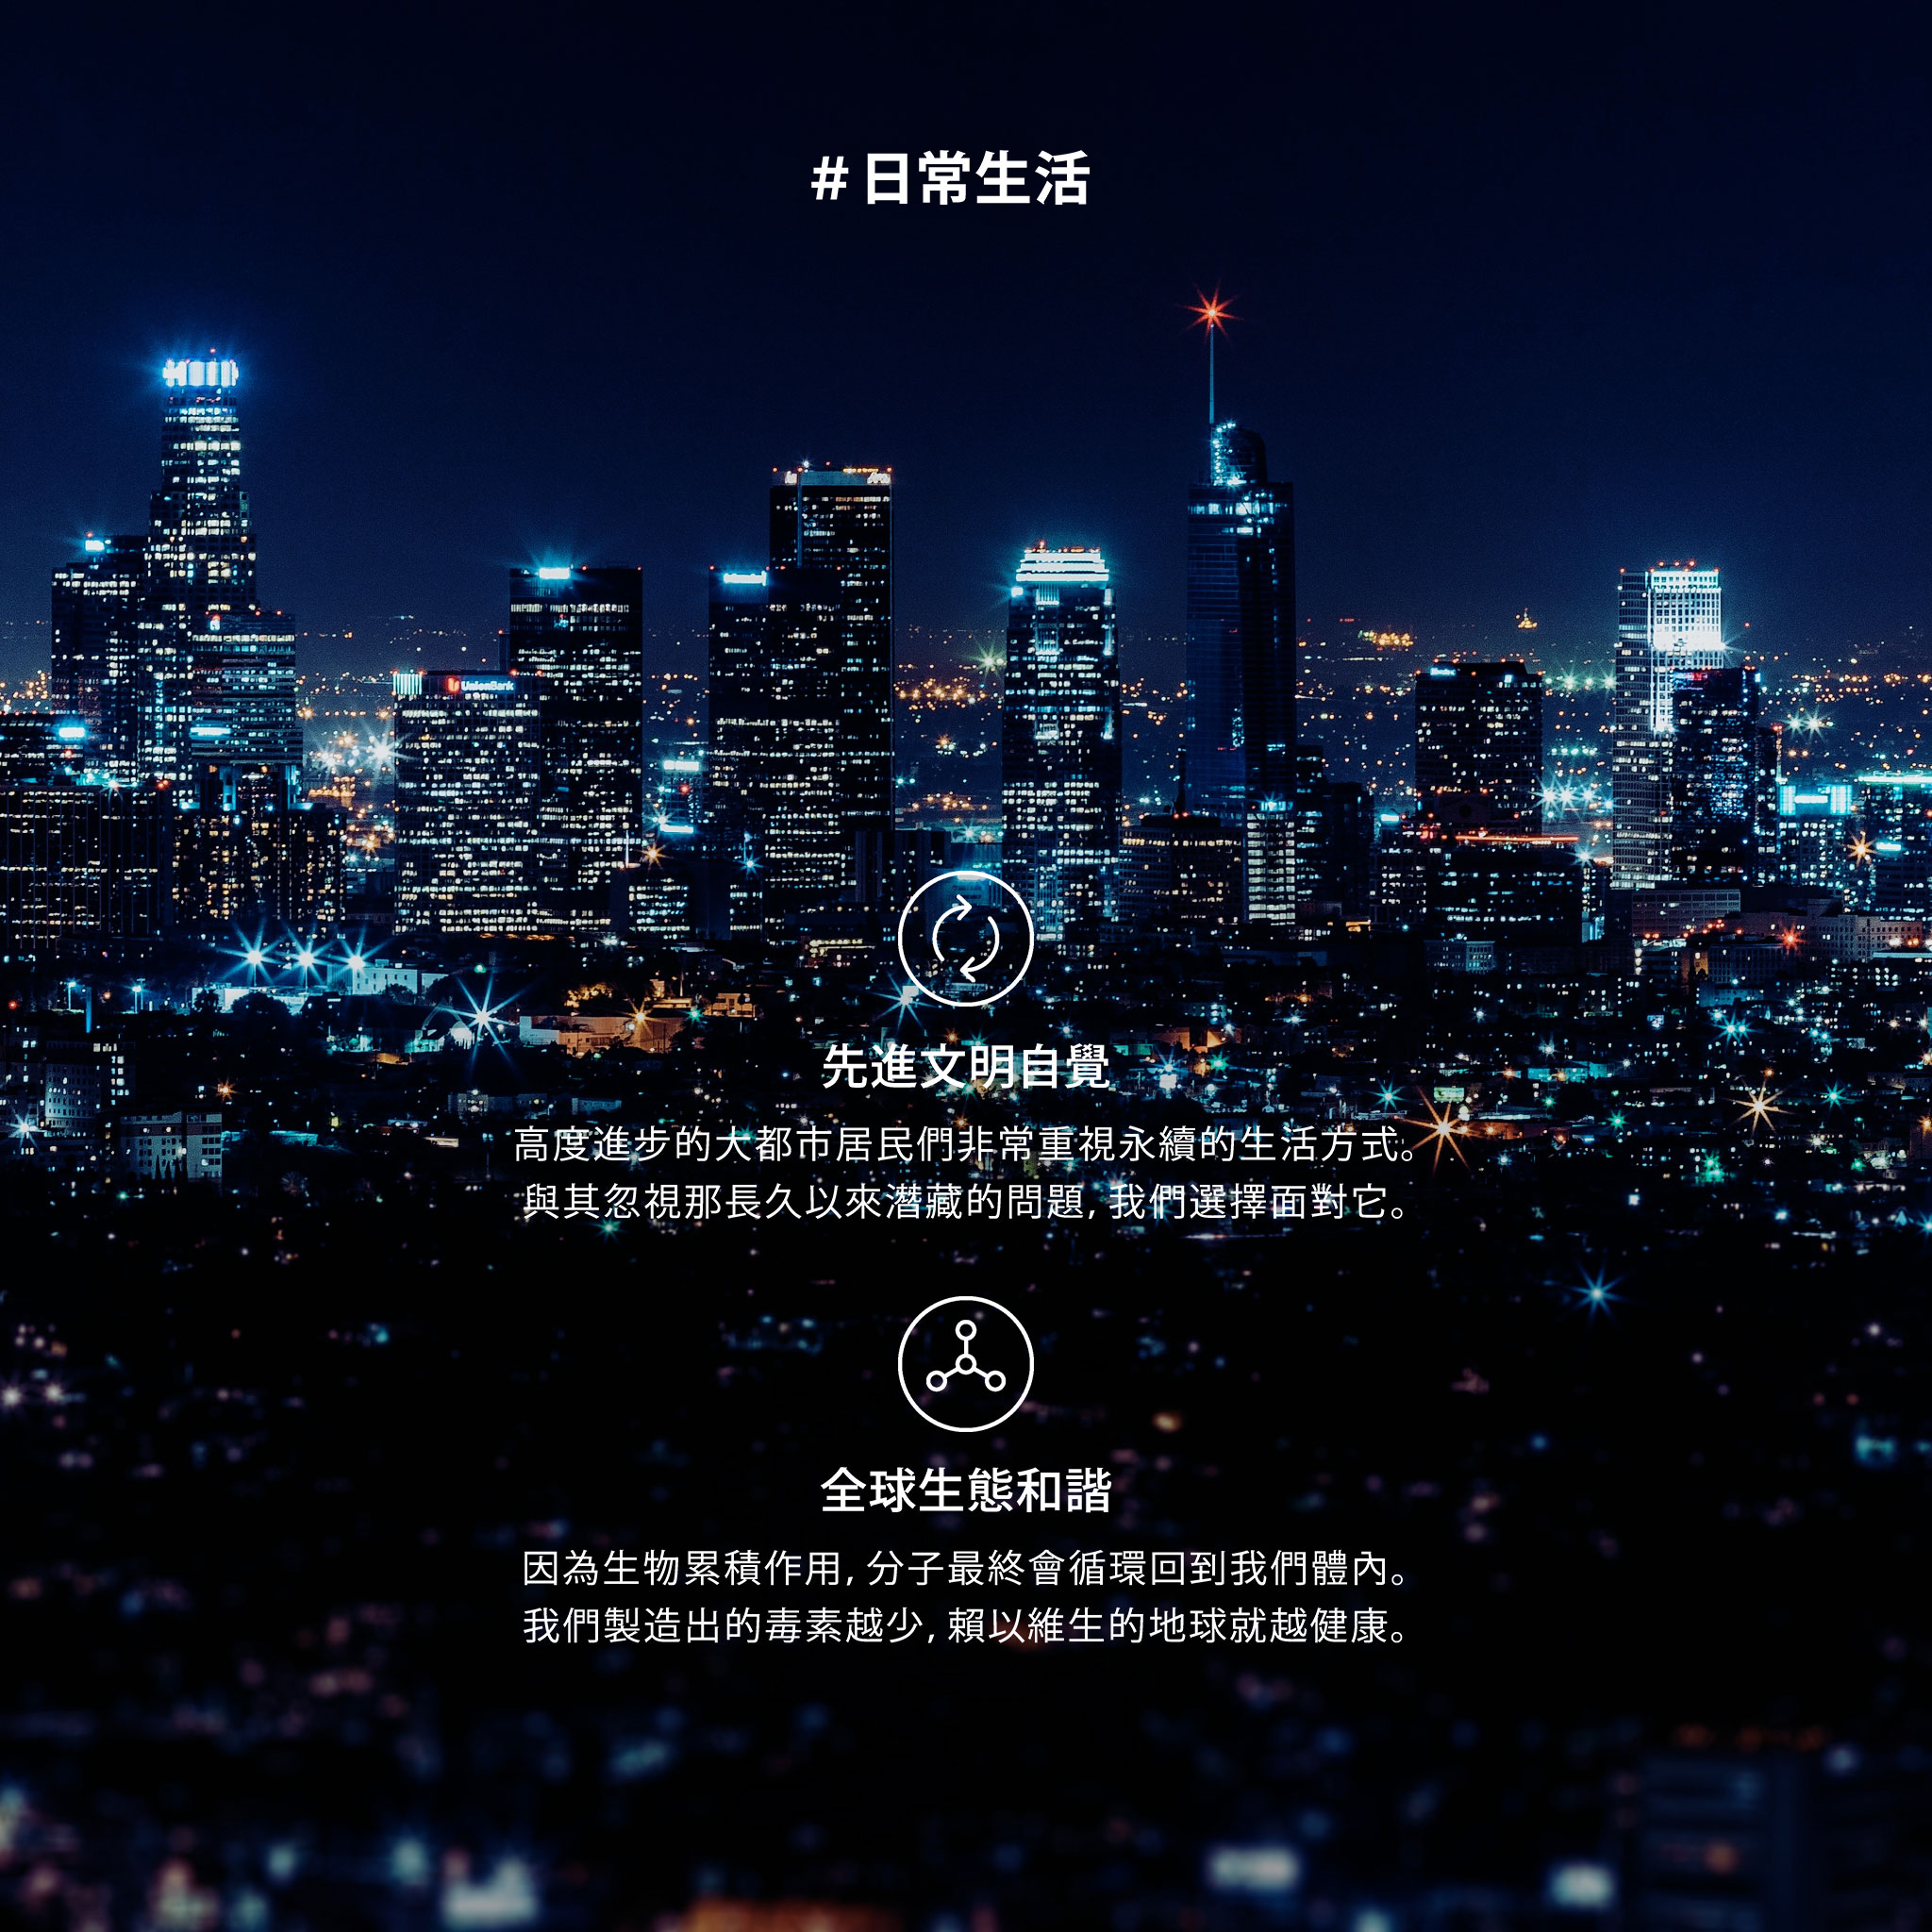 #日常生活
UnionBank
先進文明自覺
高度進步的大都市居民們非常重視永續的生活方式。
與其忽視那長久以來潛藏的問題, 我們選擇面對它。
全球生態和諧
因為生物累積作用, 分子最終會循環回到我們體內。
我們製造出的毒素越少, 賴以維生的地球就越健康。